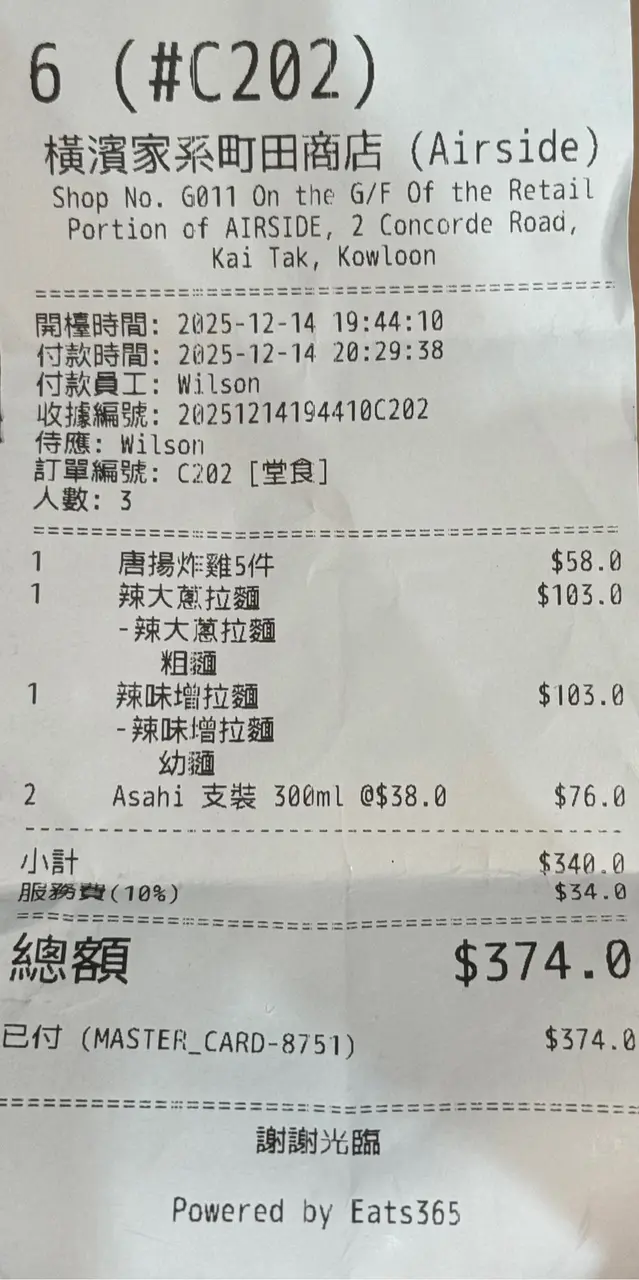 6 (#C202)
橫濱家系町田商店 (Airside)
Shop No. G011 On the G/F Of the Retail
Portion of AIRSIDE, 2 Concorde Road,
Kai Tak, Kowloon
開檯時間: 2025-12-14 19:44:10
付款時間: 2025-12-14 20:29:38
付款員工: Wilson
收據編號: 20251214194410C202
侍應: Wilson
訂單編號: C202 [堂食]
人數: 3
1 唐揚炸雞5件 $58.0
1 辣大蔥拉麵 $103.0
-辣大蔥拉麵
粗麵
1 辣味增拉麵 $103.0
-辣味增拉麵
幼麵
2 Asahi 支裝 300ml @$38.0 $76.0
小計 $340.0
服務費(10%) $34.0
總額 $374.0
已付 (MASTER_CARD-8751) $374.0
謝謝光臨
Powered by Eats365